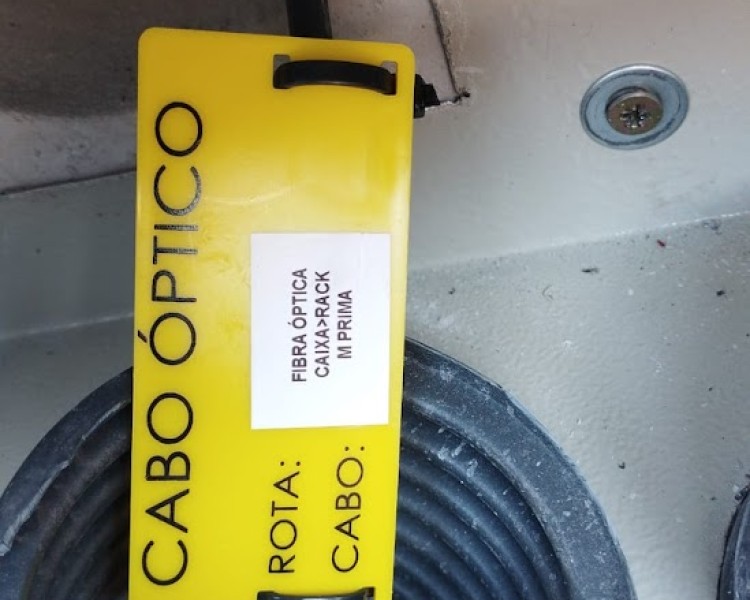 CABO ÓPTICO
ROTA:
CABO:
FIBRA ÓPTICA
CAIXA>RACK
M PRIMA